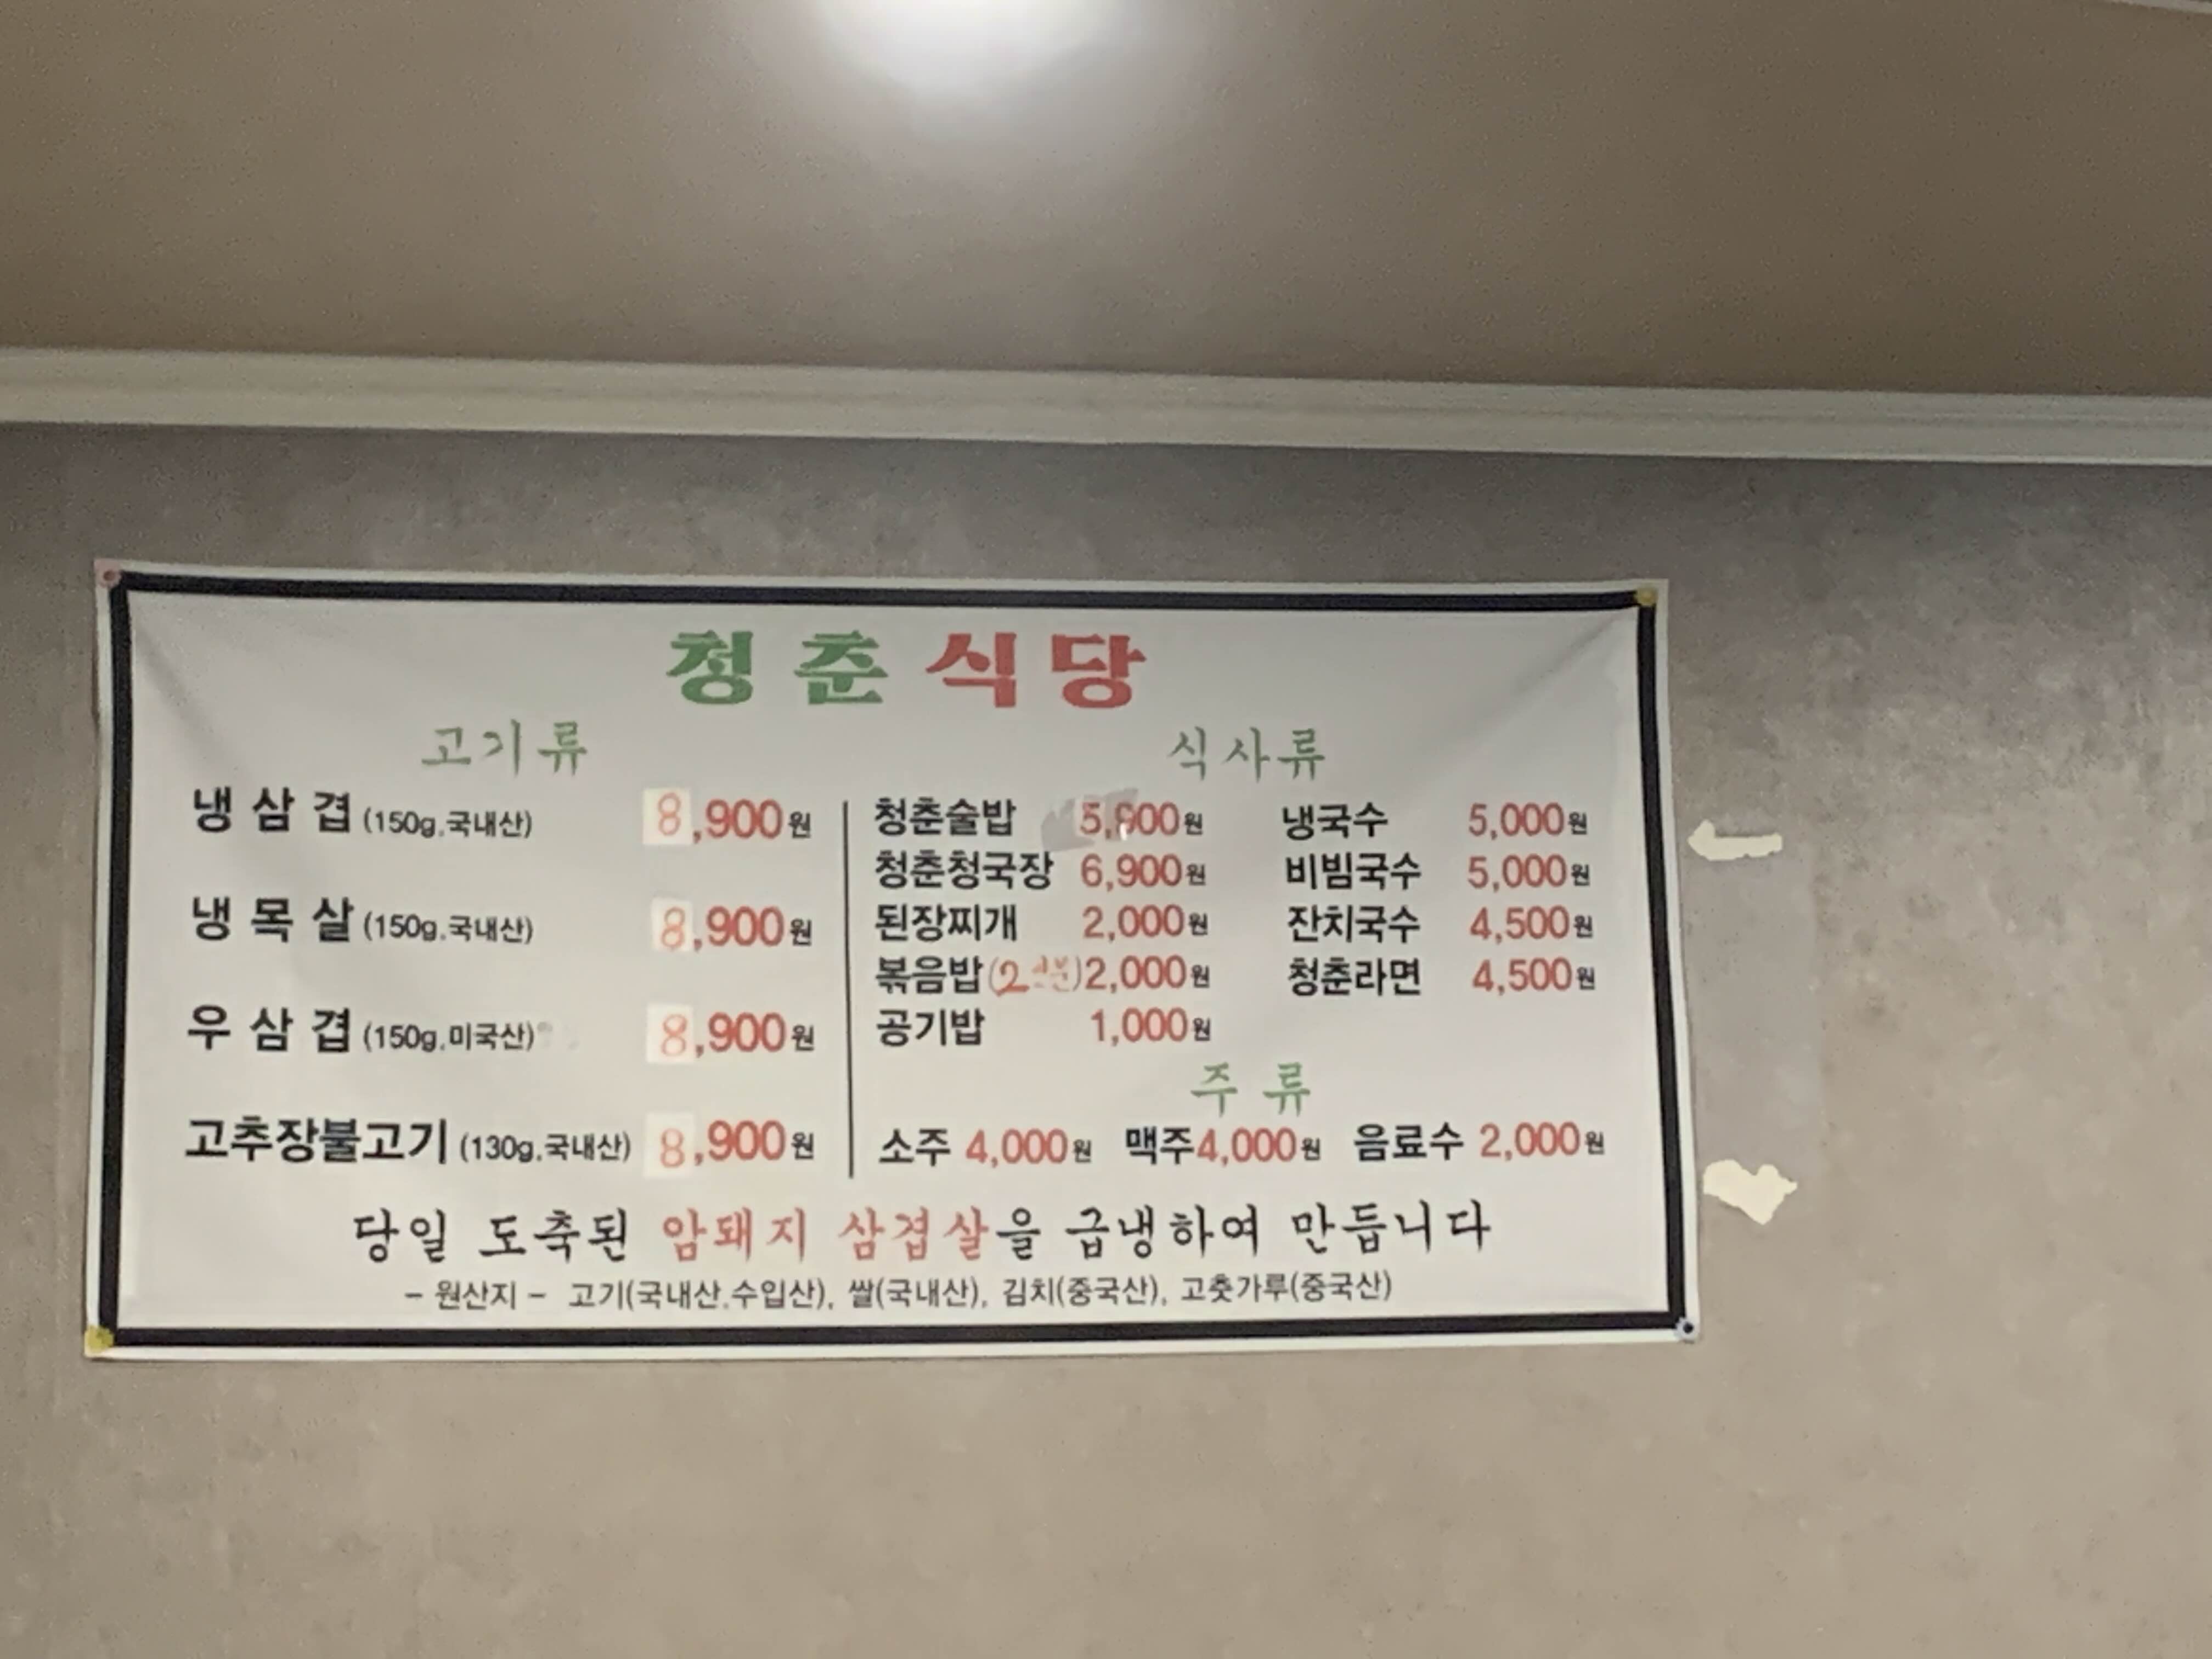 청춘식당
고기류
냉삼겹(150g.국내산) 8,900원
냉목살(150g.국내산) 8,900원
우삼겹(150g.미국산) 8,900원
고추장불고기(130g.국내산) 8,900원
식사류
청춘술밥 원
청춘청국장 6,900원
된장찌개 2,000원
볶음밥(2인분)2,000원
공기밥 1,000원
냉국수 5,000원
비빔국수 5,000원
잔치국수 4,500원
청춘라면 4,500원
주류
소주 4,000원 맥주4,000원 음료수 2,000원
당일 도축된 암돼지 삼겹살을 급냉하여 만듭니다
- 원산지 - 고기(국내산.수입산), 쌀(국내산), 김치(중국산), 고춧가루(중국산)